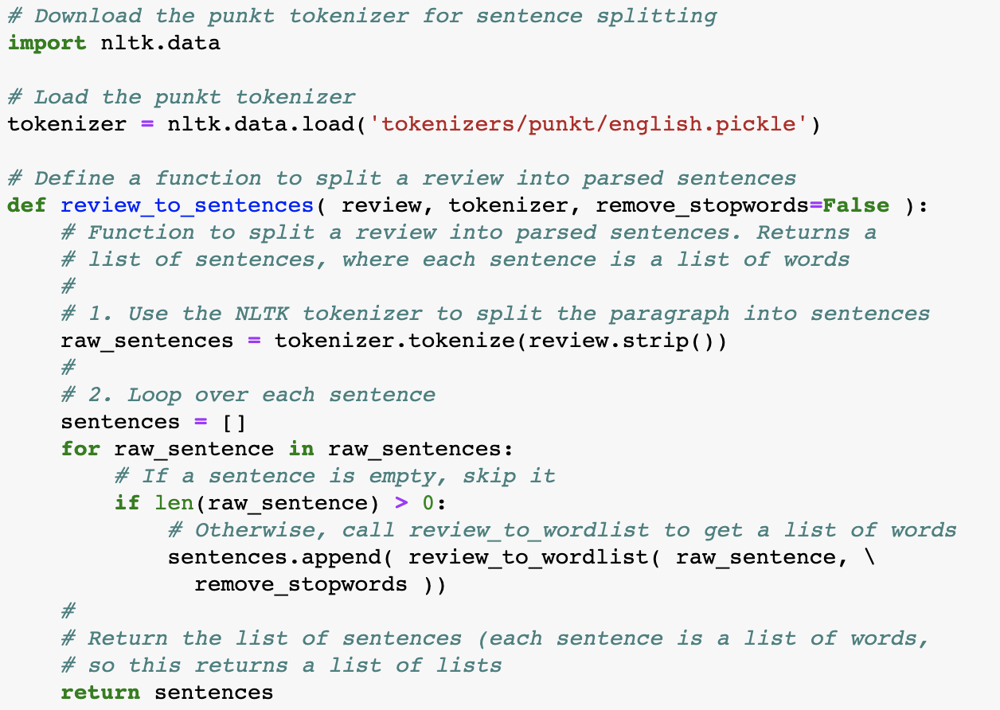 # Download the punkt tokenizer for sentence splitting
import nltk.data

# Load the punkt tokenizer
tokenizer = nltk.data.load('tokenizers/punkt/english.pickle')

# Define a function to split a review into parsed sentences
def review_to_sentences( review, tokenizer, remove_stopwords=False ):
    # Function to split a review into parsed sentences. Returns a
    # list of sentences, where each sentence is a list of words
    #
    # 1. Use the NLTK tokenizer to split the paragraph into sentences
    raw_sentences = tokenizer.tokenize(review.strip())
    #
    # 2. Loop over each sentence
    sentences = []
    for raw_sentence in raw_sentences:
        # If a sentence is empty, skip it
        if len(raw_sentence) > 0:
            # Otherwise, call review_to_wordlist to get a list of words
            sentences.append( review_to_wordlist( raw_sentence, \
              remove_stopwords ))
    #
    # Return the list of sentences (each sentence is a list of words,
    # so this returns a list of lists
    return sentences